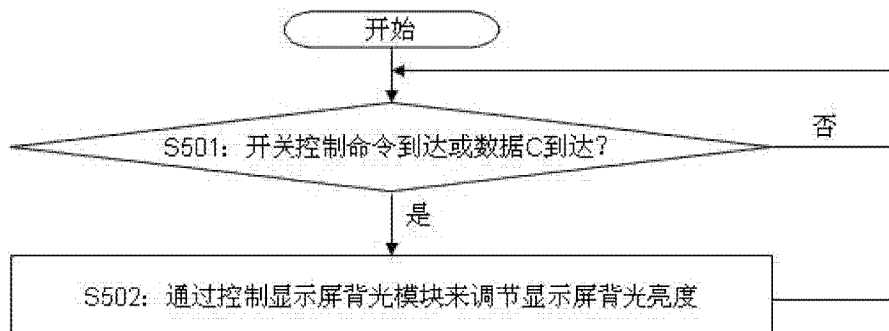 开始
S501：开关控制命令到达或数据C到达?
否
是
S502：通过控制显示屏背光模块来调节显示屏背光亮度